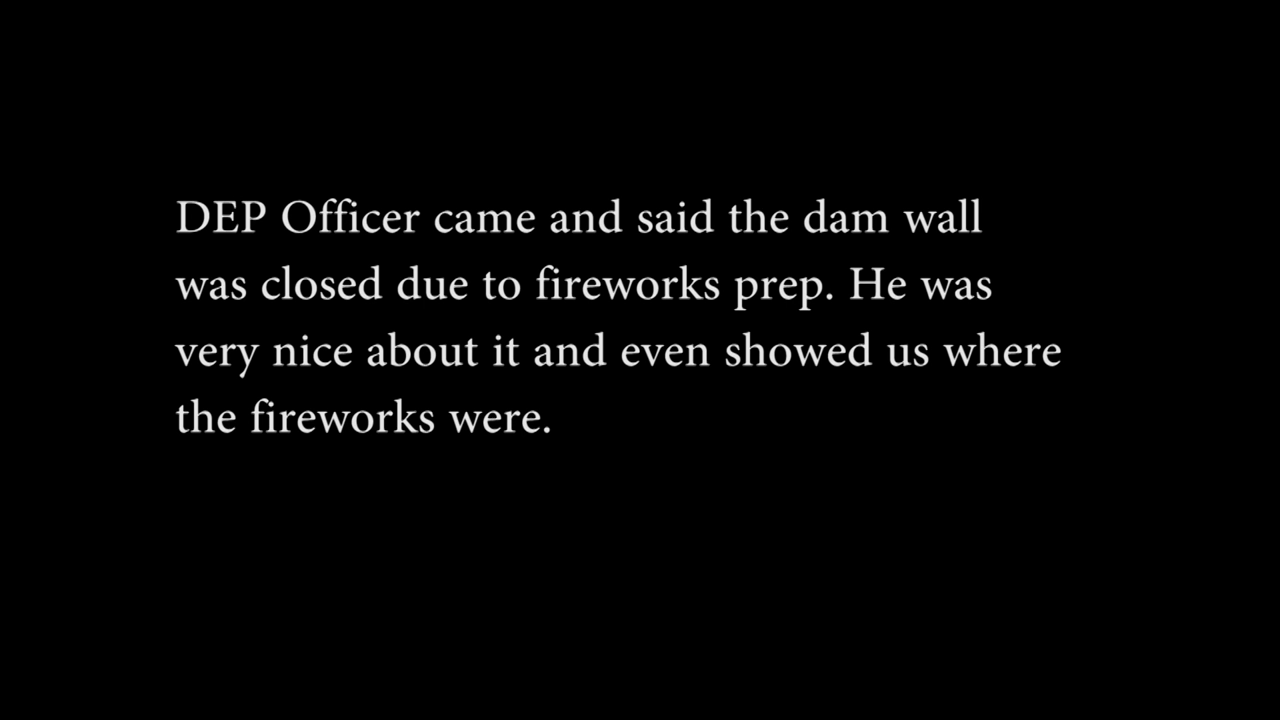 DEP Officer came and said the dam wall
was closed due to fireworks prep. He was
very nice about it and even showed us where
the fireworks were.